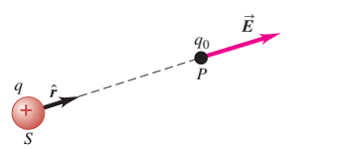 E⃗
q₀
P
q
r̂
+
S